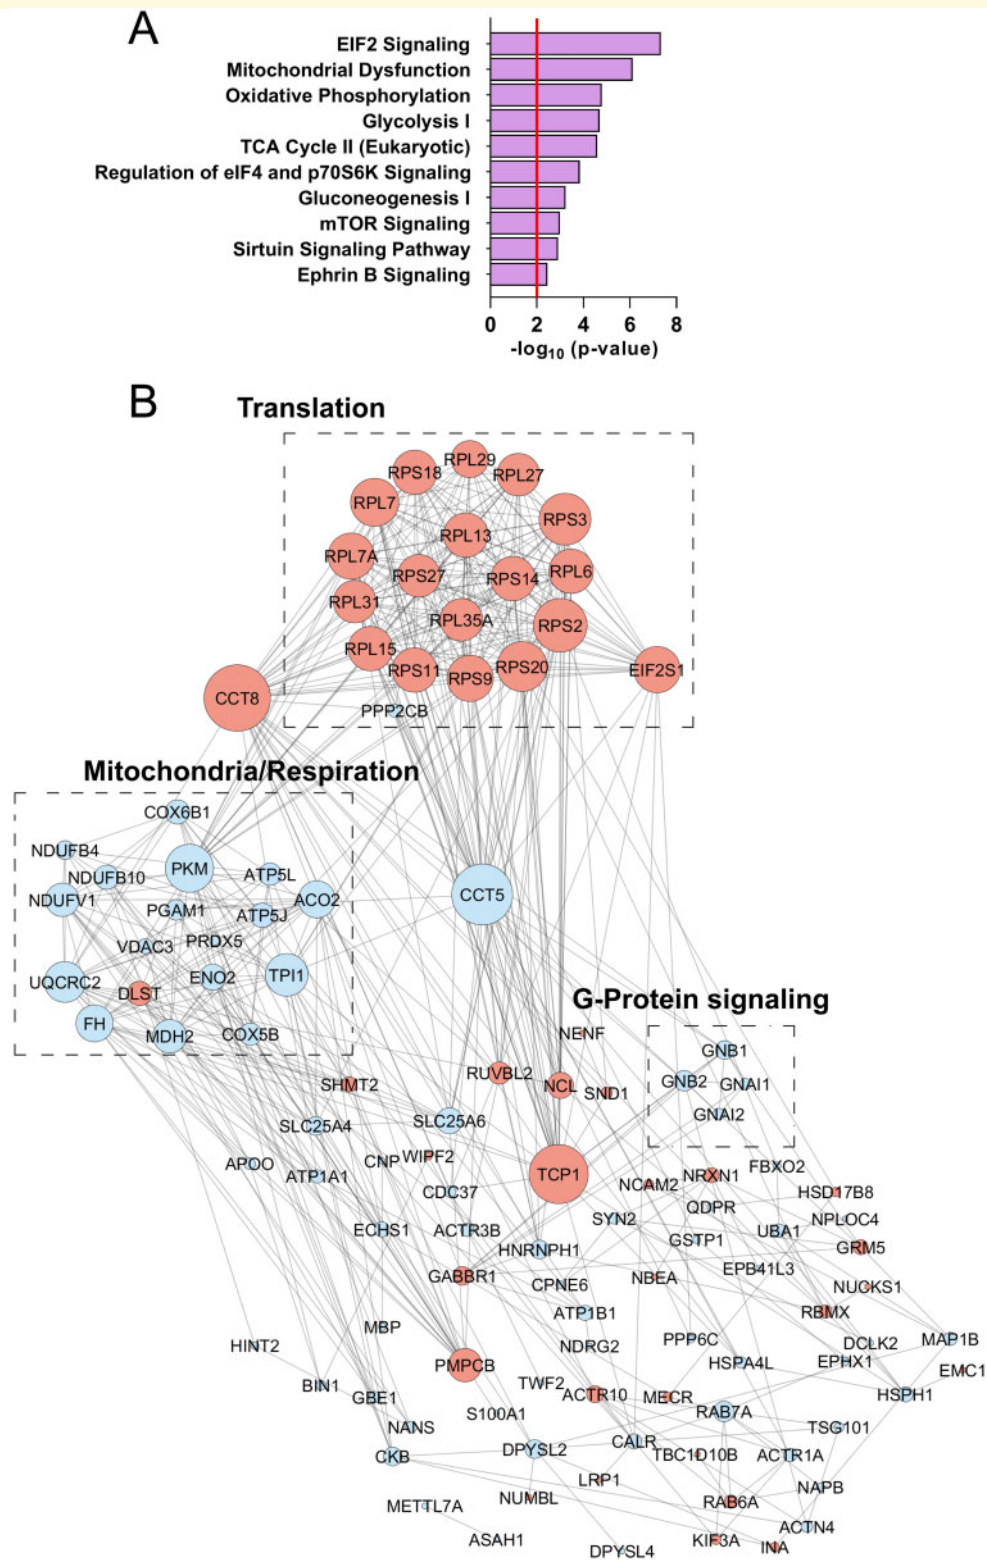 A
EIF2 Signaling
Mitochondrial Dysfunction
Oxidative Phosphorylation
Glycolysis I
TCA Cycle II (Eukaryotic)
Regulation of eIF4 and p70S6K Signaling
Gluconeogenesis I
mTOR Signaling
Sirtuin Signaling Pathway
Ephrin B Signaling
0 2 4 6 8
-log10 (p-value)
B
Translation
RPL29
RPS18 RPL27
RPL7
RPS3
RPL13
RPL7A
RPS27 RPS14 RPL6
RPL31
RPL35A RPS2
RPL15
RPS11 RPS9 RPS20 EIF2S1
CCT8
PPP2CB
Mitochondria/Respiration
COX6B1
NDUFB4
PKM
NDUFB10 ATP5L
NDUFV1 ACO2 CCT5
PGAM1 ATP5J
VDAC3 PRDX5
UQCRC2 ENO2 TPI1
DLST
G-Protein signaling
FH MDH2 COX5B
NENF
GNB1
RUVBL2
SHMT2 NCL SND1 GNB2 GNAI1
GNAI2
SLC25A4 SLC25A6
APOO CNP WIPF2
ATP1A1 TCP1 NRXN1 FBXO2
CDC37 NCAM2 HSD17B8
QDPR
SYN2 NPLOC4
ECHS1 ACTR3B UBA1
HNRNPH1 GSTP1 GRM5
GABBR1 NBEA EPB41L3
CPNE6 NUCKS1
ATP1B1 RBMX
MBP
HINT2 NDRG2 PPP6C DCLK2 MAP1B
PMPCB HSPA4L EPHX1 EMC1
BIN1 TWF2
GBE1 ACTR10 MECR HSPH1
S100A1 RAB7A
NANS TSG101
CKB DPYSL2 CALR TBC1D10B ACTR1A
LRP1 NAPB
METTL7A NUMBL RAB6A
ACTN4
ASAH1 KIF3A INA
DPYSL4